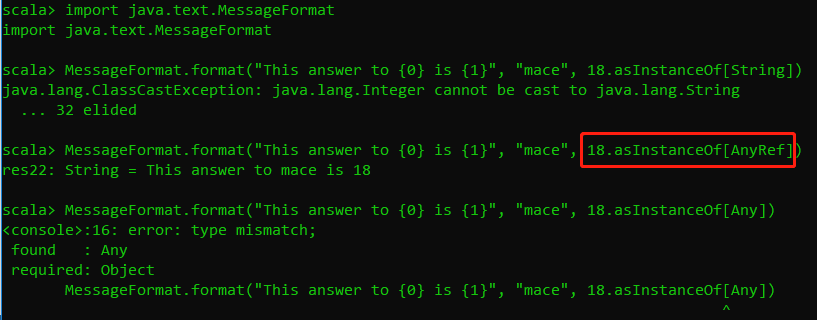 scala> import java.text.MessageFormat
import java.text.MessageFormat
scala> MessageFormat.format("This answer to {0} is {1}", "mace", 18.asInstanceOf[String])
java.lang.ClassCastException: java.lang.Integer cannot be cast to java.lang.String
  ... 32 elided
scala> MessageFormat.format("This answer to {0} is {1}", "mace", 18.asInstanceOf[AnyRef])
res22: String = This answer to mace is 18
scala> MessageFormat.format("This answer to {0} is {1}", "mace", 18.asInstanceOf[Any])
<console>:16: error: type mismatch;
 found   : Any
 required: Object
       MessageFormat.format("This answer to {0} is {1}", "mace", 18.asInstanceOf[Any])
                                                                                ^